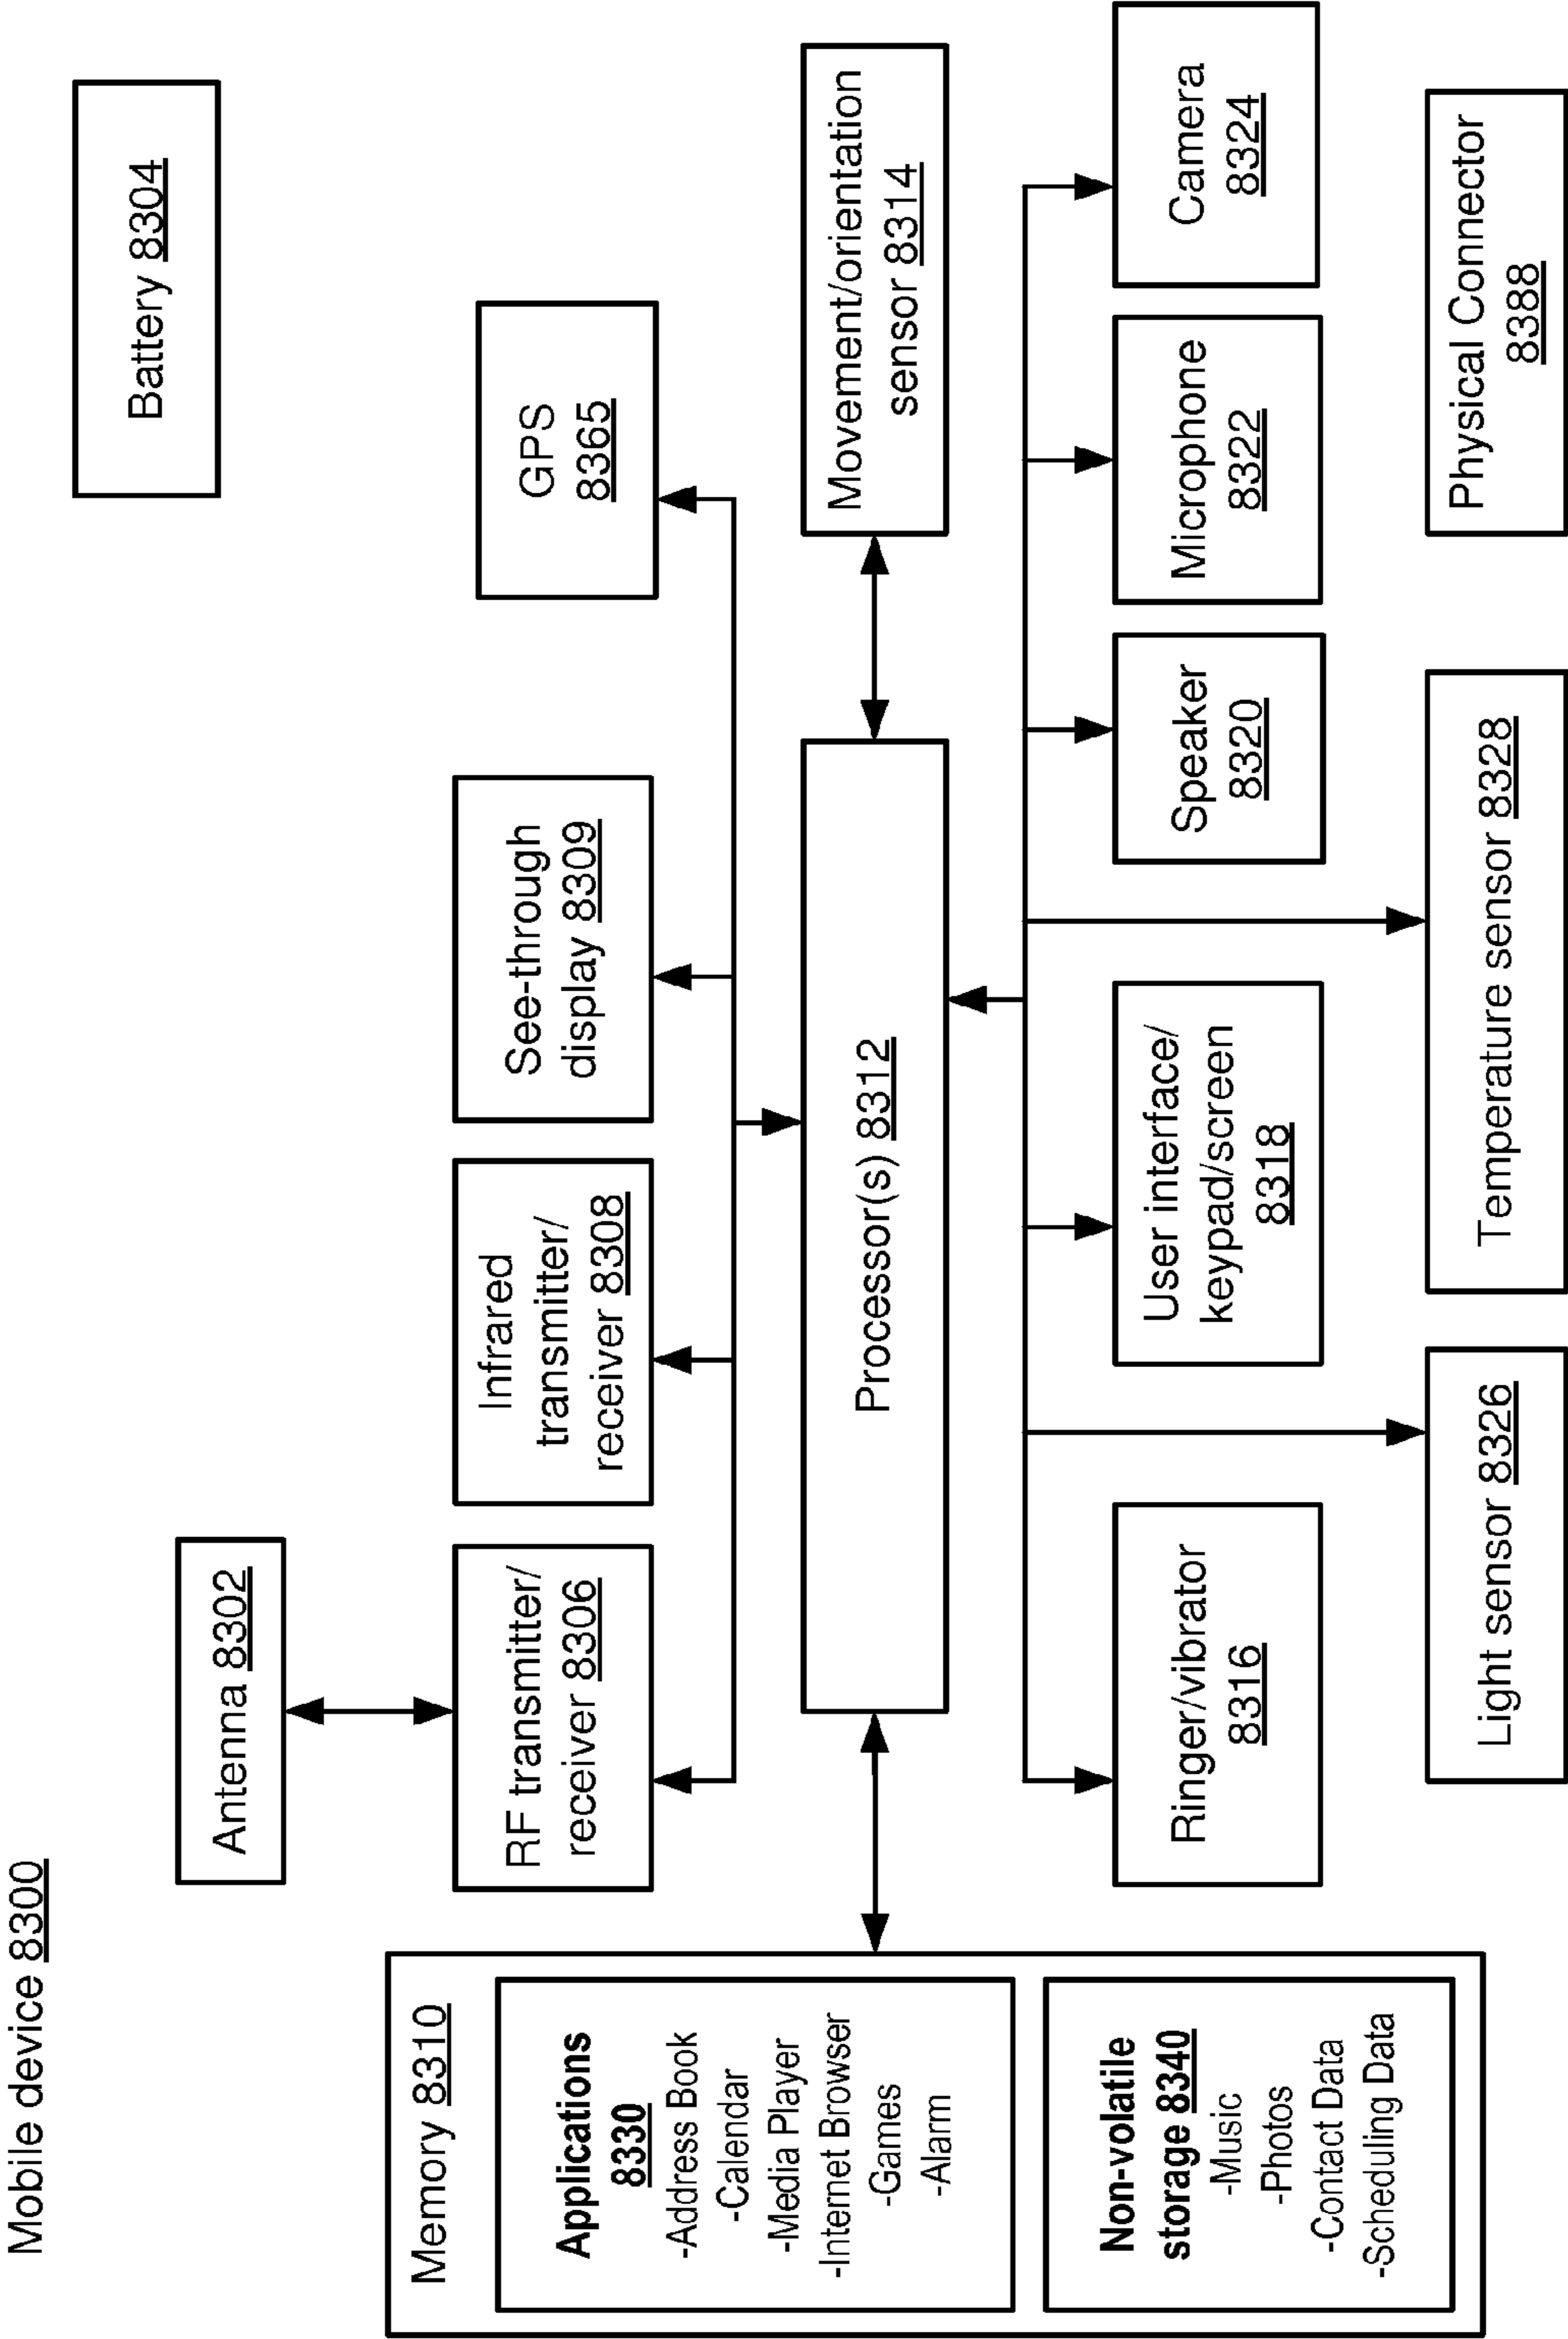 Mobile device 8300
Battery 8304
Antenna 8302
RF transmitter/
receiver 8306
Infrared
transmitter/
receiver 8308
See-through
display 8309
GPS
8365
Memory 8310
Applications
8330
-Address Book
-Calendar
-Media Player
-Internet Browser
-Games
-Alarm
Non-volatile
storage 8340
-Music
-Photos
-Contact Data
-Scheduling Data
Processor(s) 8312
Movement/orientation
sensor 8314
Ringer/vibrator
8316
User interface/
keypad/screen
8318
Speaker
8320
Microphone
8322
Camera
8324
Light sensor 8326
Temperature sensor 8328
Physical Connector
8388